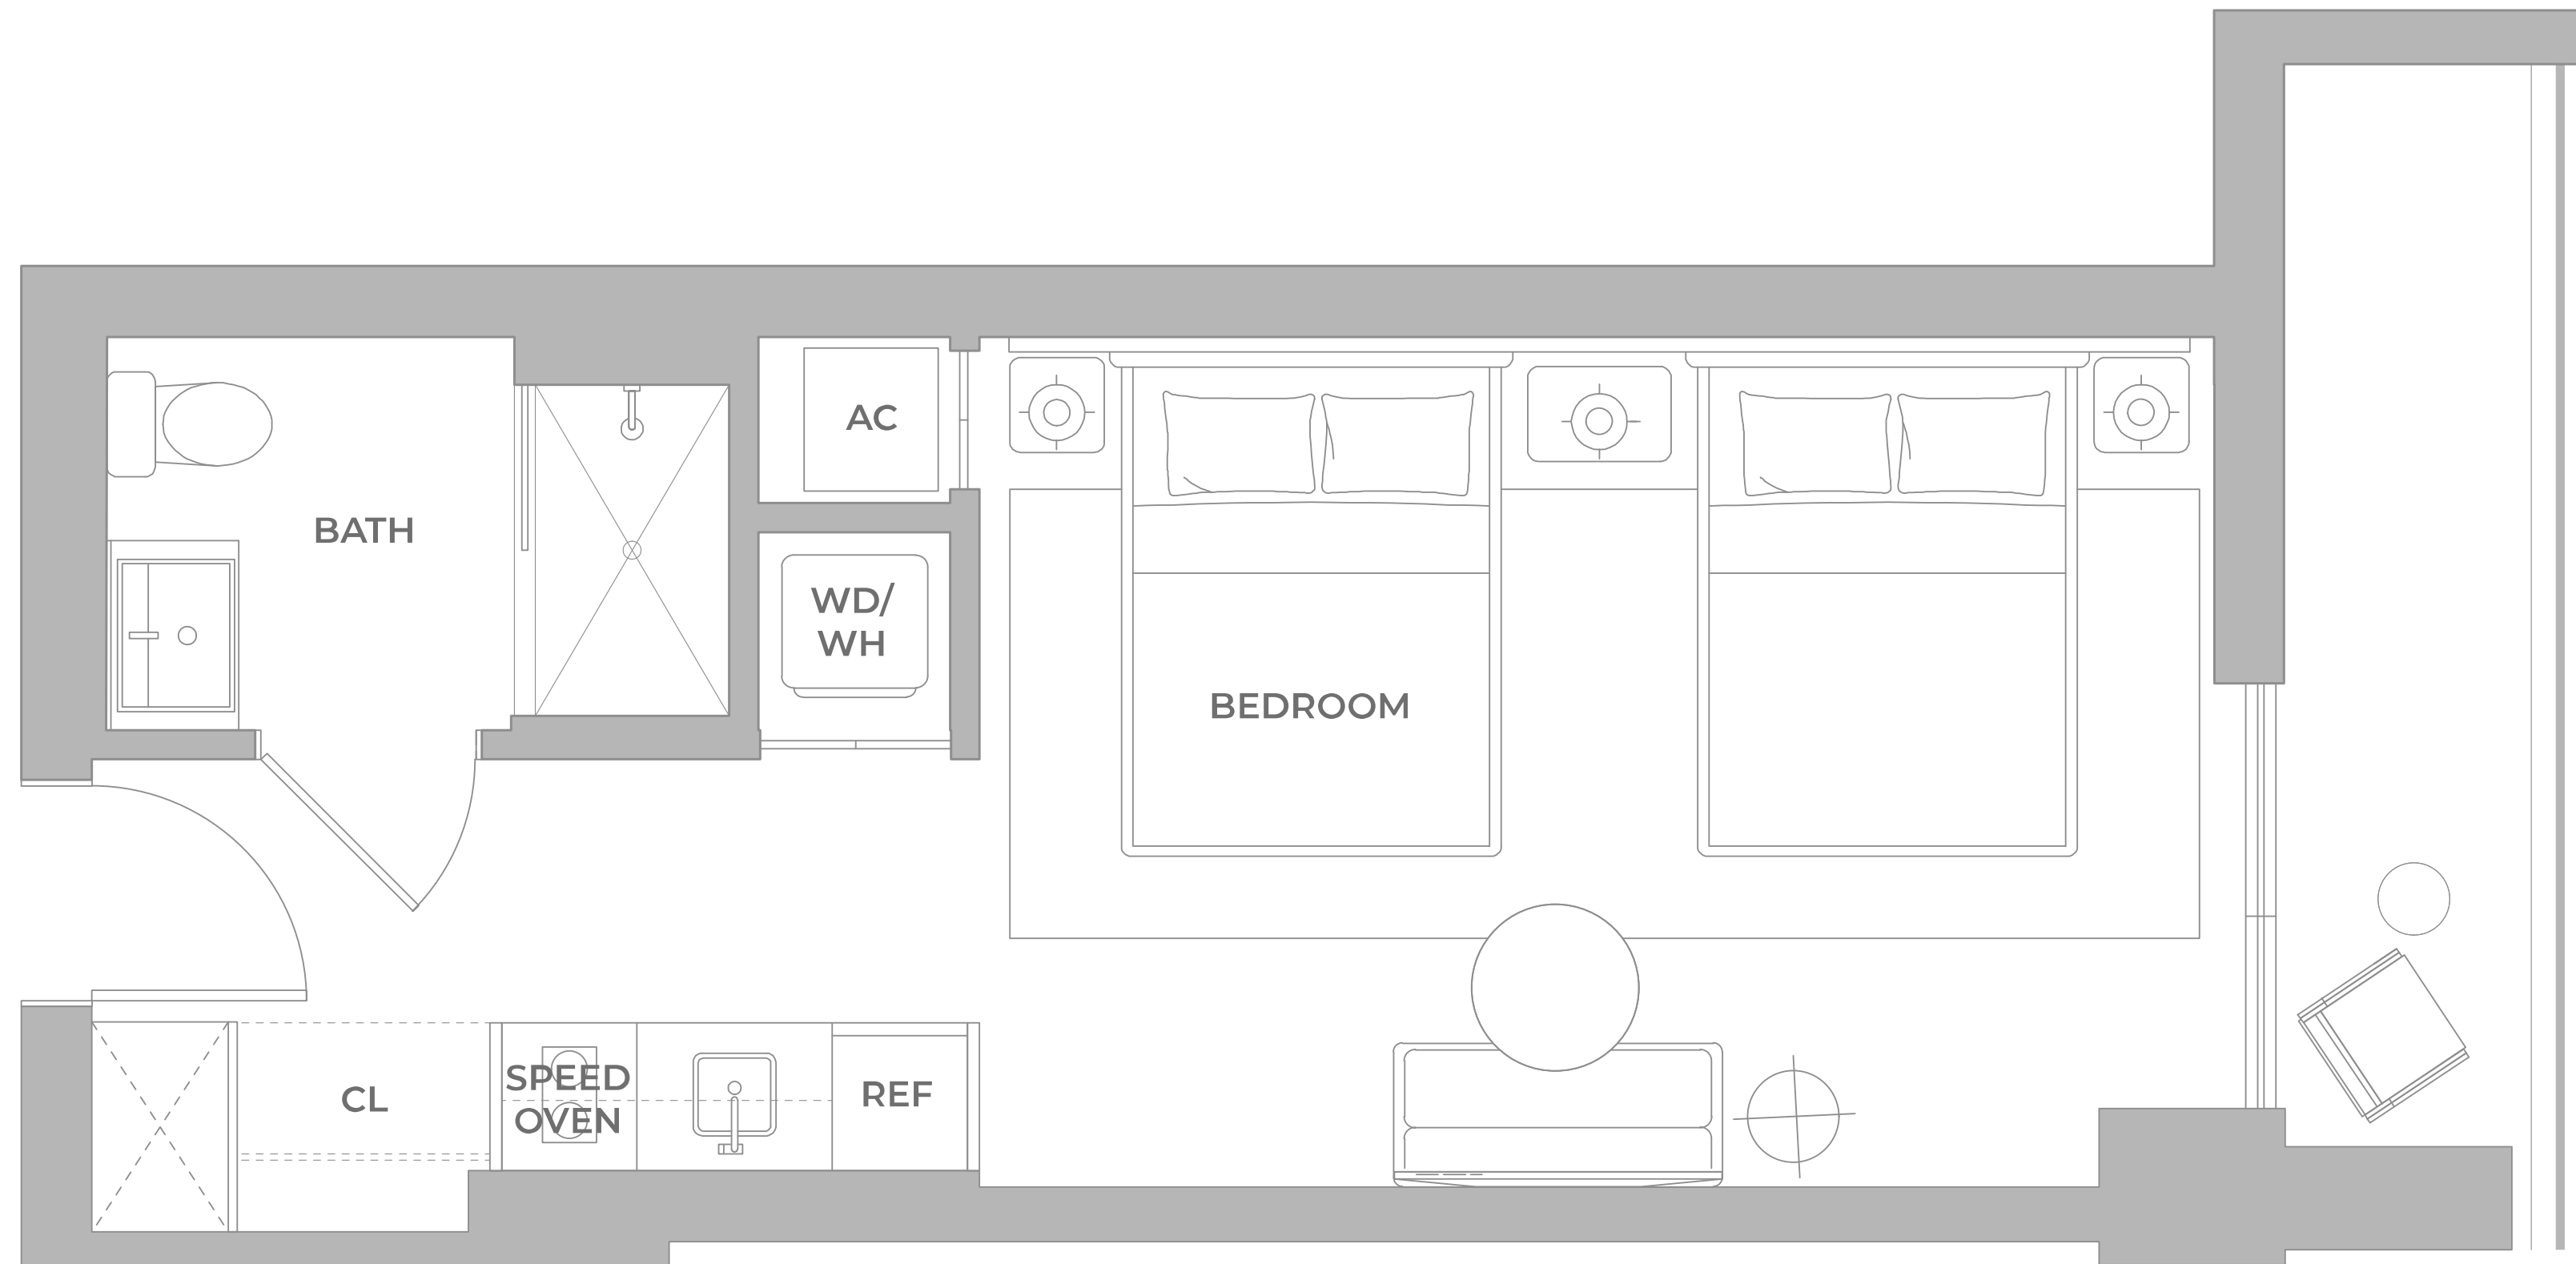 AC
BATH
WD/
WH
BEDROOM
SPEED
OVEN
CL
REF